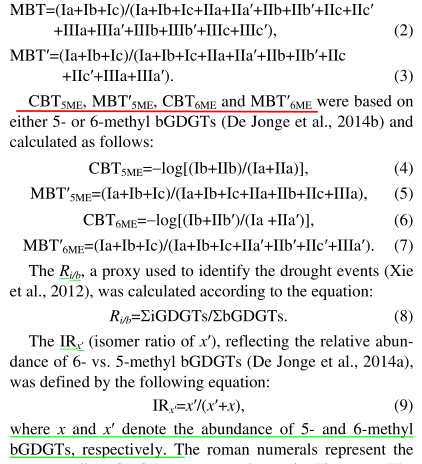 MBT=(Ia+Ib+Ic)/(Ia+Ib+Ic+IIa+IIa′+IIb+IIb′+IIc+IIc′
+IIIa+IIIa′+IIIb+IIIb′+IIIc+IIIc′), (2)
MBT′=(Ia+Ib+Ic)/(Ia+Ib+Ic+IIa+IIa′+IIb+IIb′+IIc
+IIc′+IIIa+IIIa′). (3)
CBT5ME, MBT′5ME, CBT6ME and MBT′6ME were based on
either 5- or 6-methyl bGDGTs (De Jonge et al., 2014b) and
calculated as follows:
CBT5ME=−log[(Ib+IIb)/(Ia+IIa)], (4)
MBT′5ME=(Ia+Ib+Ic)/(Ia+Ib+Ic+IIa+IIb+IIc+IIIa), (5)
CBT6ME=−log[(Ib+IIb′)/(Ia +IIa′)], (6)
MBT′6ME=(Ia+Ib+Ic)/(Ia+Ib+Ic+IIa′+IIb′+IIc′+IIIa′). (7)
The Ri/b, a proxy used to identify the drought events (Xie
et al., 2012), was calculated according to the equation:
Ri/b=ΣiGDGTs/ΣbGDGTs. (8)
The IRx′ (isomer ratio of x′), reflecting the relative abun-
dance of 6- vs. 5-methyl bGDGTs (De Jonge et al., 2014a),
was defined by the following equation:
IRx′=x′/(x′+x), (9)
where x and x′ denote the abundance of 5- and 6-methyl
bGDGTs, respectively. The roman numerals represent the